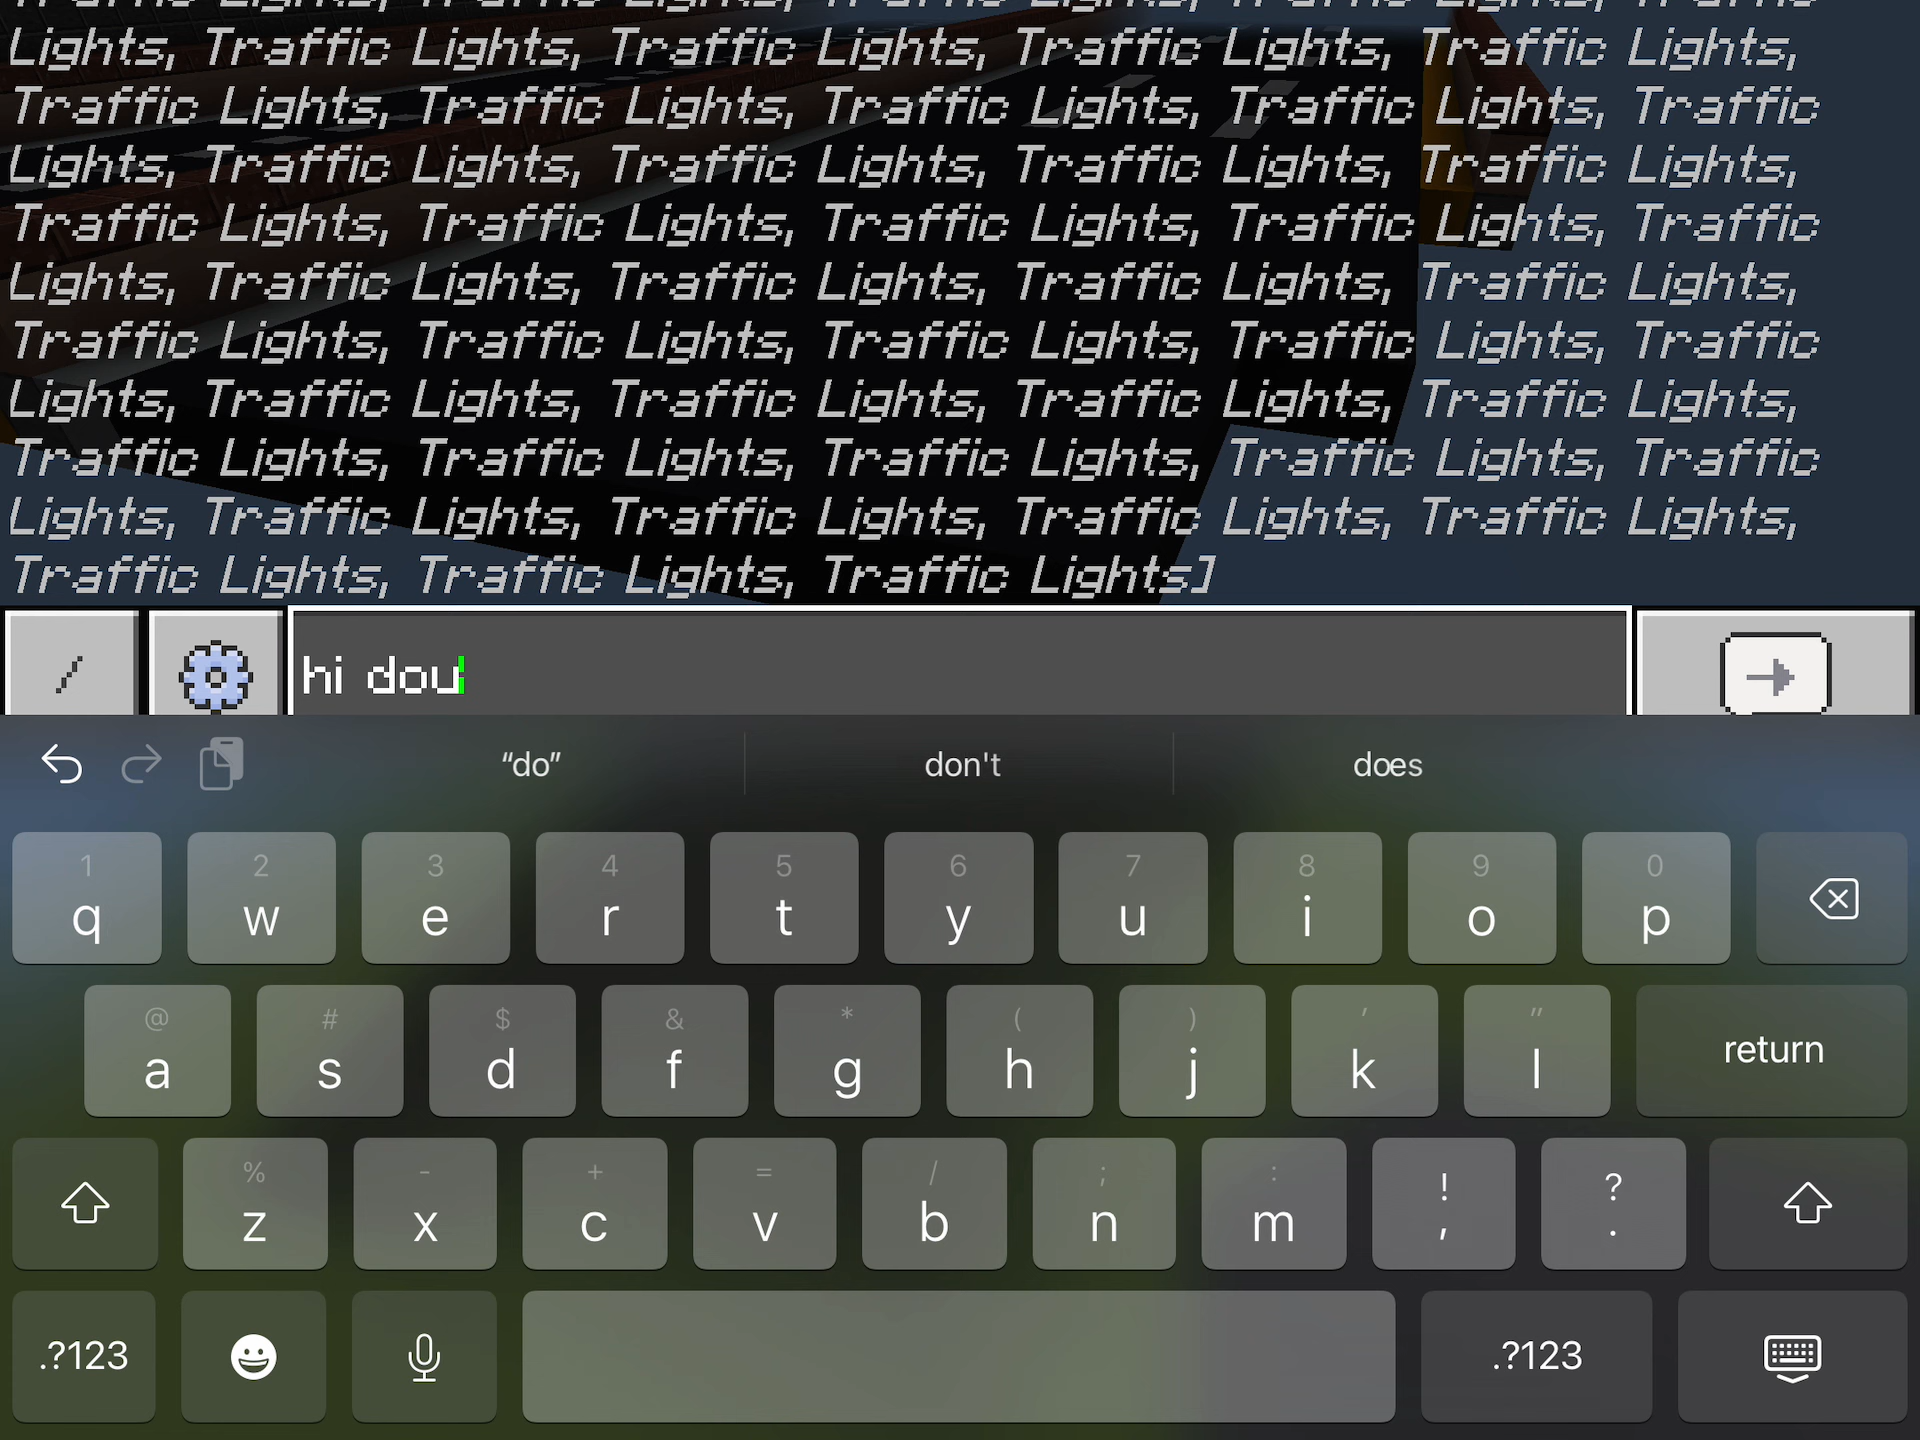 Lights, Traffic Lights, Traffic Lights, Traffic Lights, Traffic Lights,
Traffic Lights, Traffic Lights, Traffic Lights, Traffic Lights, Traffic
Lights, Traffic Lights, Traffic Lights, Traffic Lights, Traffic Lights,
Traffic Lights, Traffic Lights, Traffic Lights, Traffic Lights, Traffic
Lights, Traffic Lights, Traffic Lights, Traffic Lights, Traffic Lights,
Traffic Lights, Traffic Lights, Traffic Lights, Traffic Lights, Traffic
Lights, Traffic Lights, Traffic Lights, Traffic Lights, Traffic Lights,
Traffic Lights, Traffic Lights, Traffic Lights, Traffic Lights, Traffic
Lights, Traffic Lights, Traffic Lights, Traffic Lights, Traffic Lights,
Traffic Lights, Traffic Lights, Traffic Lights]
/
hi dou
“do” don't does
1 2 3 4 5 6 7 8 9 0
q w e r t y u i o p
@ # $ & * ( ) ' "
a s d f g h j k l return
% - + = / ; : ! ?
z x c v b n m , .
.?123 .?123